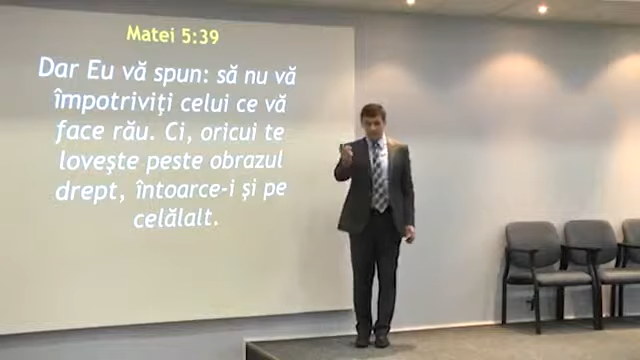 Matei 5:39
Dar Eu vă spun: să nu vă
împotriviţi celui ce vă
face rău. Ci, oricui te
loveşte peste obrazul
drept, întoarce-i şi pe
celălalt.